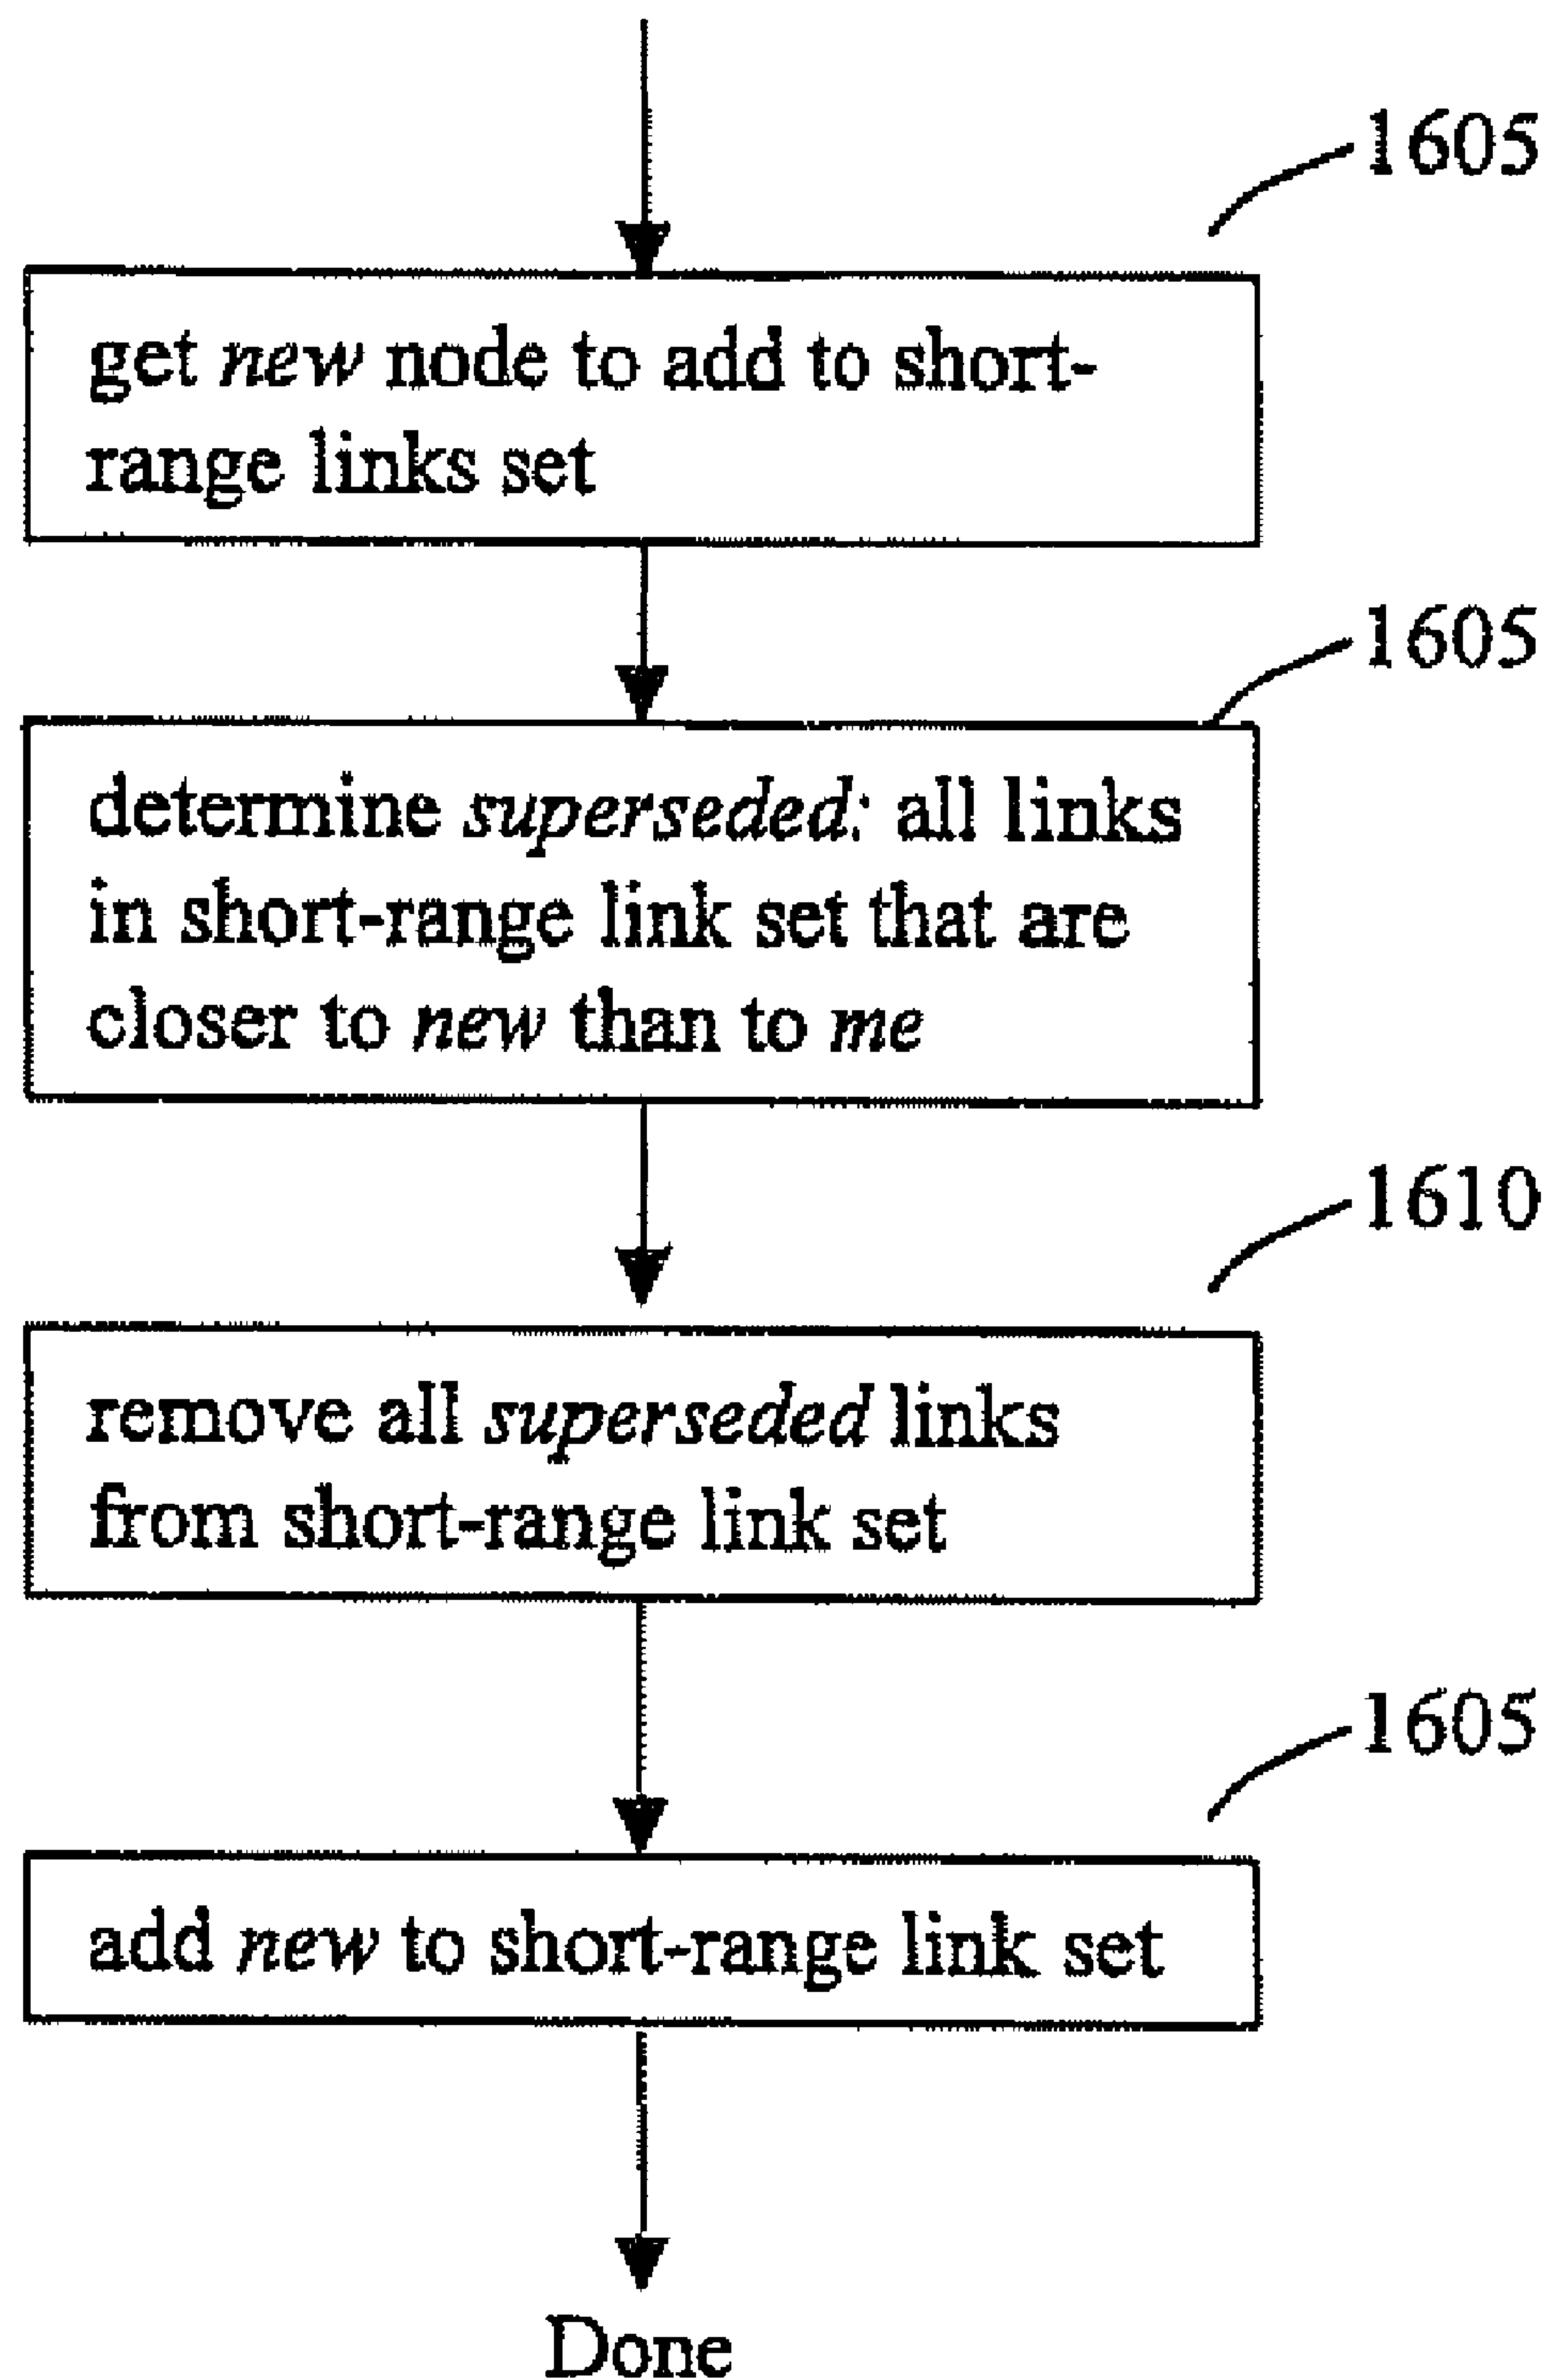 1605
get new node to add to short-
range links set
1605
determine superseded: all links
in short-range link set that are
closer to new than to me
1610
remove all superseded links
from short-range link set
1605
add new to short-range link set
Done